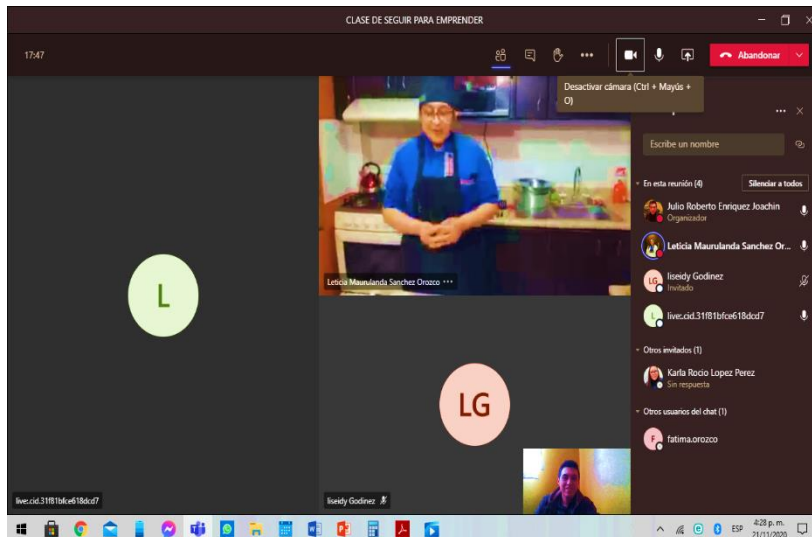 CLASE DE SEGUIR PARA EMPRENDER
17:47
Abandonar
Desactivar cámara (Ctrl + Mayús +
O)
Escribe un nombre
En esta reunión (4)
Silenciar a todos
Julio Roberto Enriquez Joachin
Organizador
Leticia Maurulanda Sanchez Or...
liseidy Godinez
Invitado
live:.cid.31f81bfce618dcd7
Otros invitados (1)
Karla Rocio Lopez Perez
Sin respuesta
Otros usuarios del chat (1)
fatima.orozco
L
Leticia Maurulanda Sanchez Orozco
LG
live:.cid.31f81bfce618dcd7
liseidy Godinez
ESP
4:28 p. m.
21/11/2020